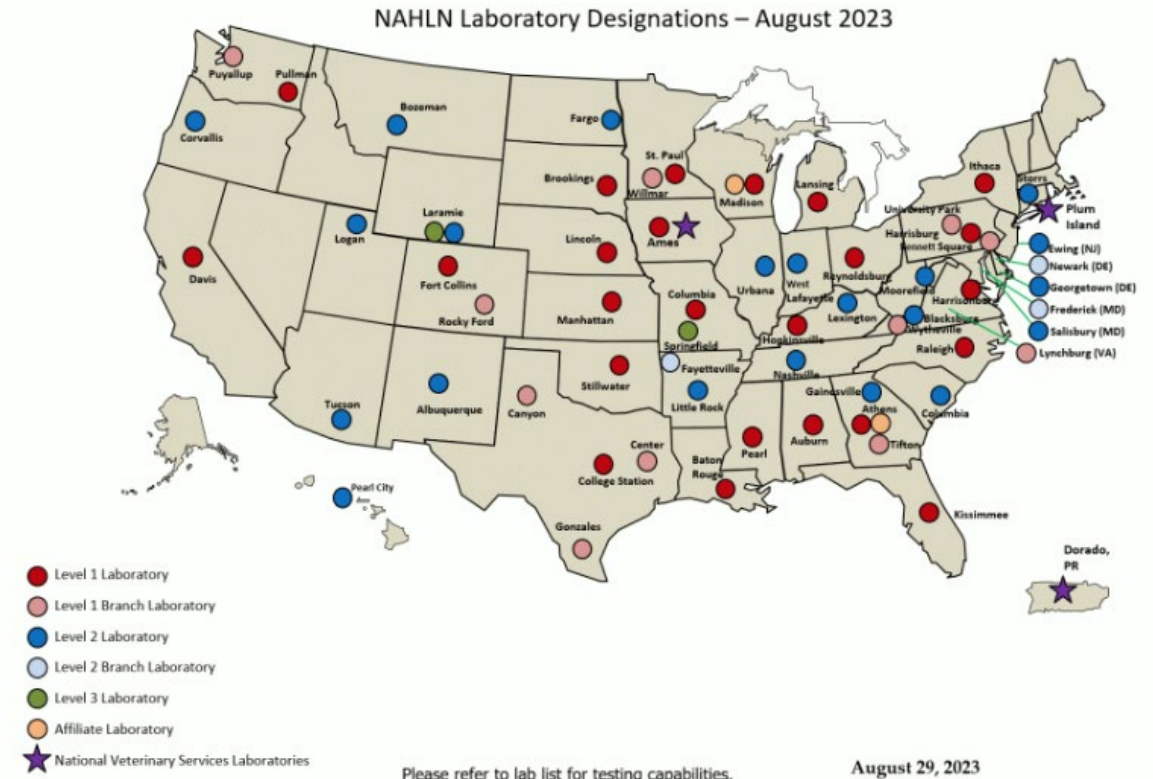 NAHLN Laboratory Designations – August 2023
Puyallup
Pullman
Corvallis
Bozeman
Fargo
St. Paul
Willmar
Brookings
Madison
Lansing
Ithaca
Storrs
Plum
Island
University Park
Harrisburg
Kennett Square
Ewing (NJ)
Newark (DE)
Georgetown (DE)
Frederick (MD)
Salisbury (MD)
Lynchburg (VA)
Laramie
Logan
Lincoln
Ames
Davis
Fort Collins
Rocky Ford
Manhattan
Urbana
West
Lafayette
Reynoldsburg
Moorefield
Harrisonburg
Lexington
Blacksburg
Wytheville
Columbia
Springfield
Hopkinsville
Raleigh
Nashville
Fayetteville
Little Rock
Stillwater
Gainesville
Athens
Columbia
Tifton
Tucson
Albuquerque
Canyon
Center
College Station
Baton
Rouge
Pearl
Auburn
Kissimmee
Gonzales
Pearl City
Dorado,
PR
Level 1 Laboratory
Level 1 Branch Laboratory
Level 2 Laboratory
Level 2 Branch Laboratory
Level 3 Laboratory
Affiliate Laboratory
National Veterinary Services Laboratories
Please refer to lab list for testing capabilities.
August 29, 2023